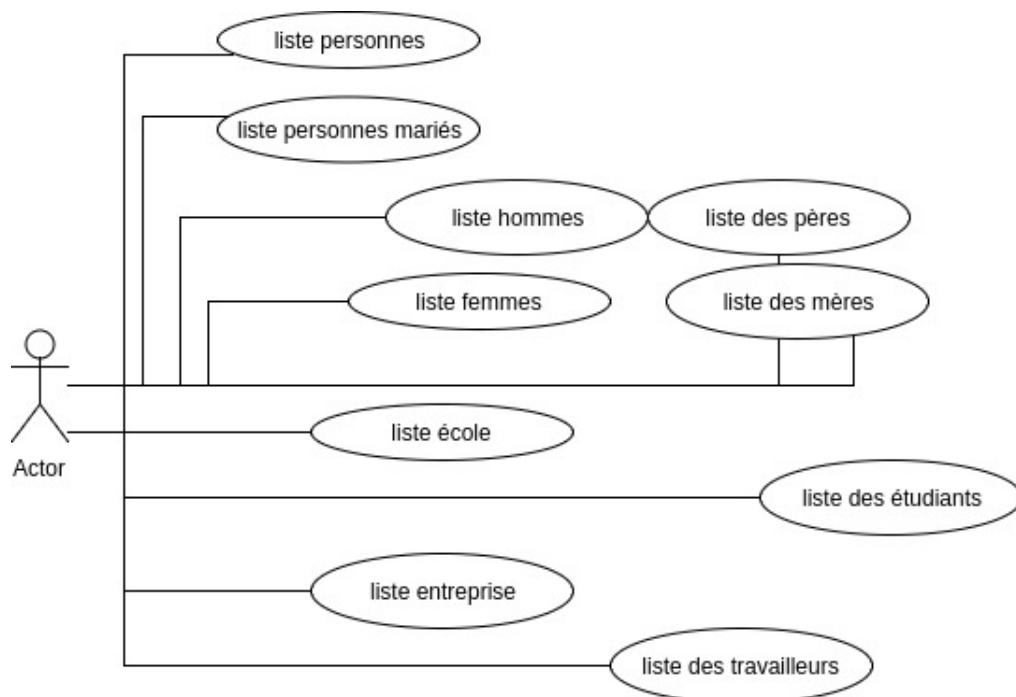 liste personnes
liste personnes mariés
liste hommes
liste des pères
liste femmes
liste des mères
liste école
Actor
liste des étudiants
liste entreprise
liste des travailleurs